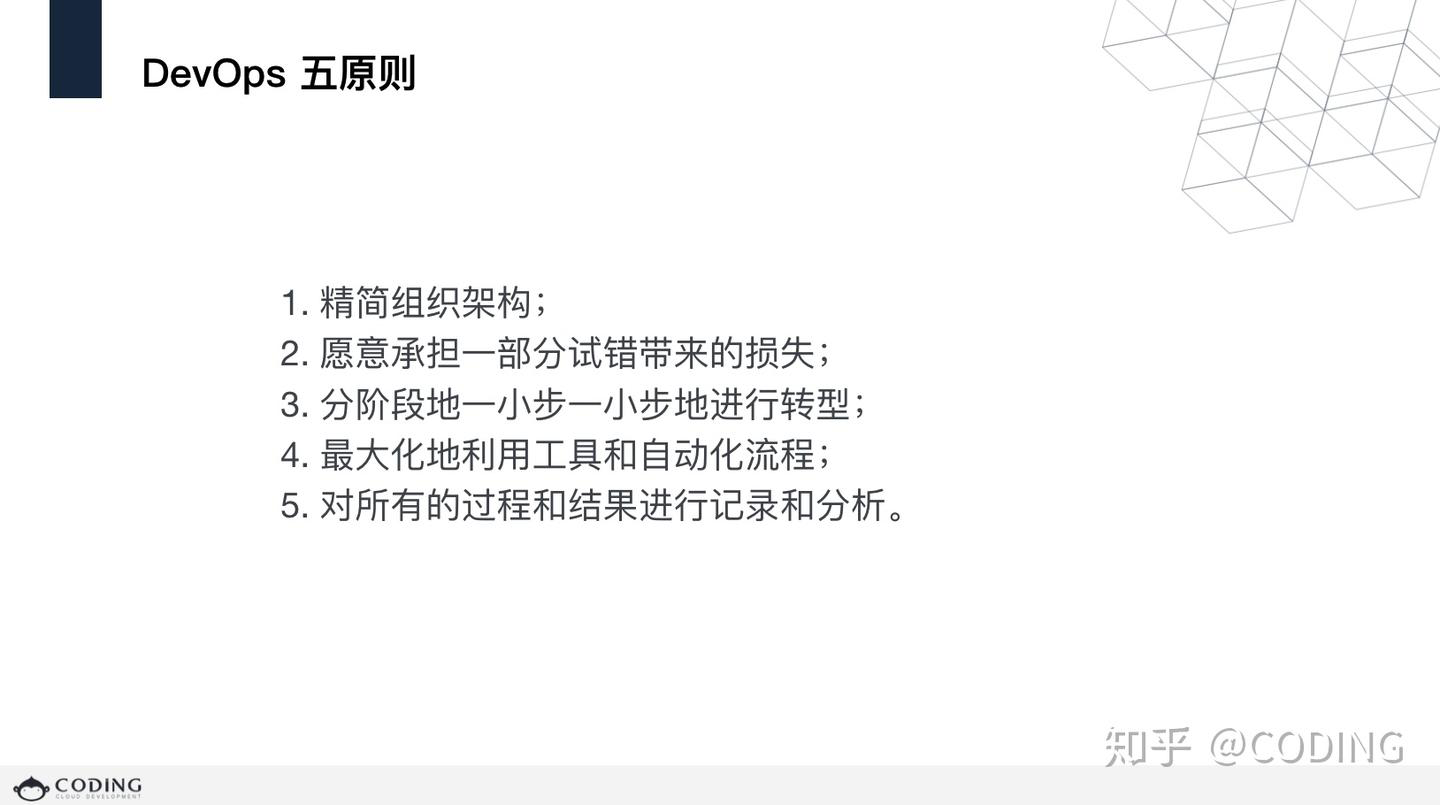 DevOps 五原则
1. 精简组织架构；
2. 愿意承担一部分试错带来的损失；
3. 分阶段地一小步一小步地进行转型；
4. 最大化地利用工具和自动化流程；
5. 对所有的过程和结果进行记录和分析。
知乎 @CODING
CODING
CLOUD DEVELOPMENT